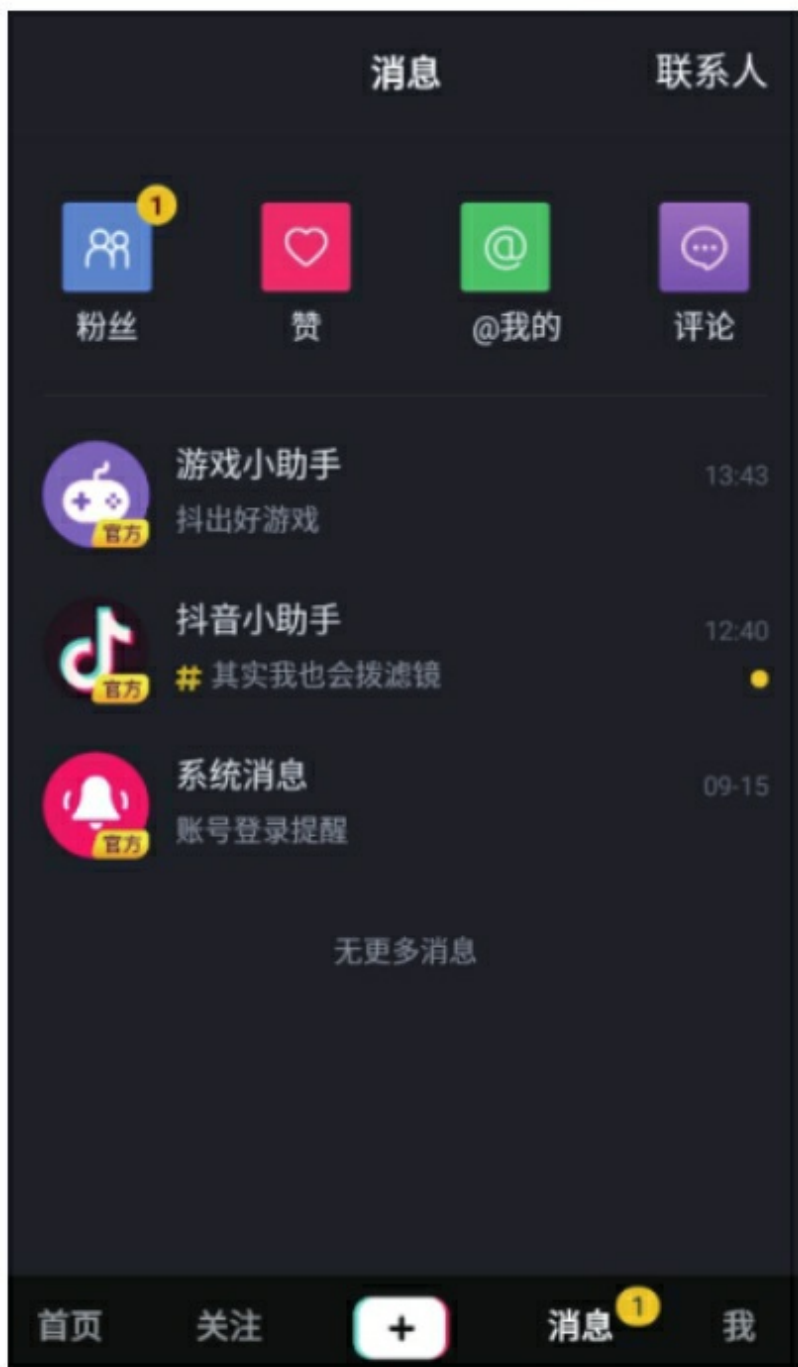 消息 联系人
1
粉丝 赞 @我的 评论
游戏小助手 13:43
抖出好游戏
官方
抖音小助手 12:40
# 其实我也会拨滤镜
官方
系统消息 09-15
账号登录提醒
官方
无更多消息
首页 关注 + 消息 1 我